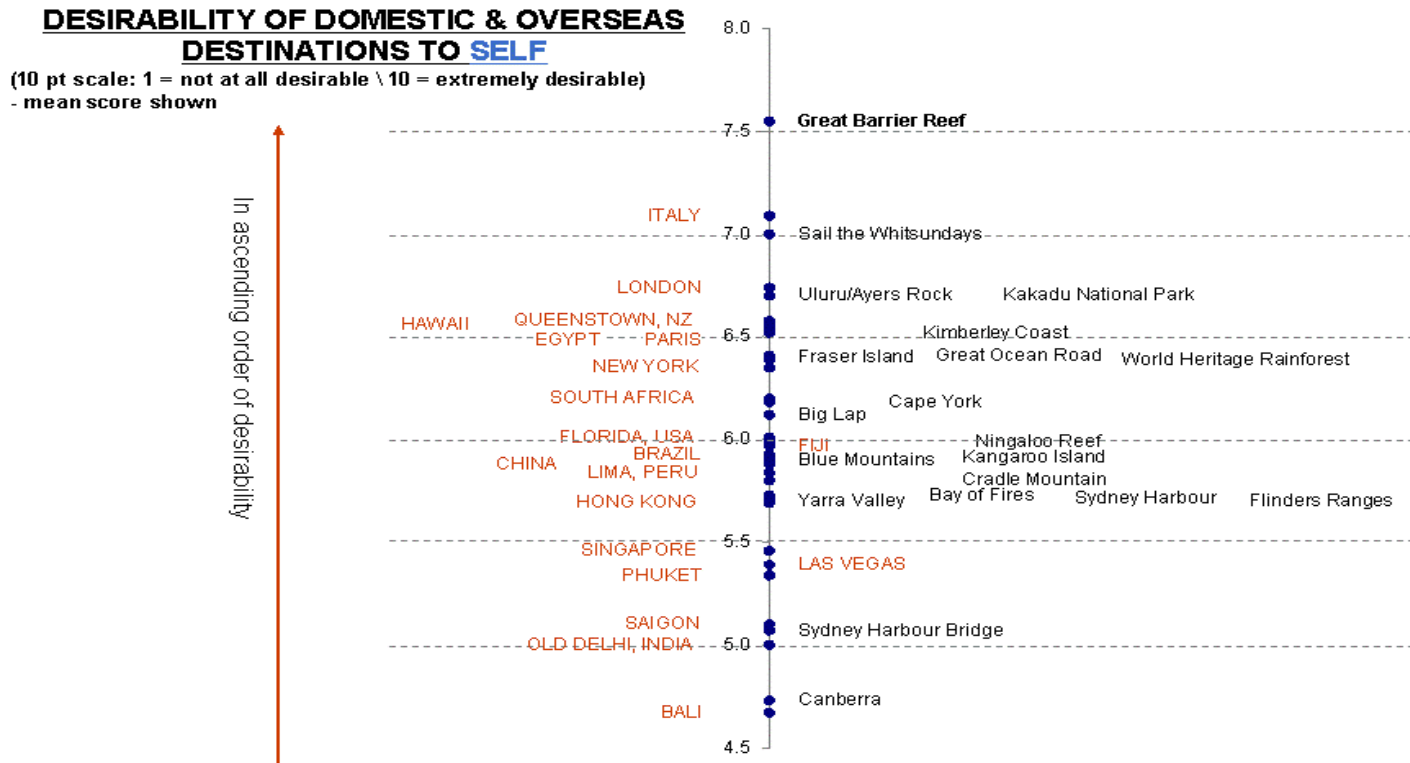 DESIRABILITY OF DOMESTIC & OVERSEAS
DESTINATIONS TO SELF
(10 pt scale: 1 = not at all desirable \ 10 = extremely desirable)
- mean score shown
In ascending order of desirability
8.0
Great Barrier Reef
7.5
ITALY
7.0 Sail the Whitsundays
LONDON
Uluru/Ayers Rock Kakadu National Park
HAWAII QUEENSTOWN, NZ
Kimberley Coast
EGYPT PARIS 6.5
Fraser Island Great Ocean Road World Heritage Rainforest
NEW YORK
SOUTH AFRICA
Cape York
Big Lap
FLORIDA, USA 6.0 FIJI Ningaloo Reef
BRAZIL
CHINA Blue Mountains Kangaroo Island
LIMA, PERU
Cradle Mountain
HONG KONG Yarra Valley Bay of Fires Sydney Harbour Flinders Ranges
5.5
SINGAPORE
LAS VEGAS
PHUKET
SAIGON
Sydney Harbour Bridge
OLD DELHI, INDIA 5.0
Canberra
BALI
4.5